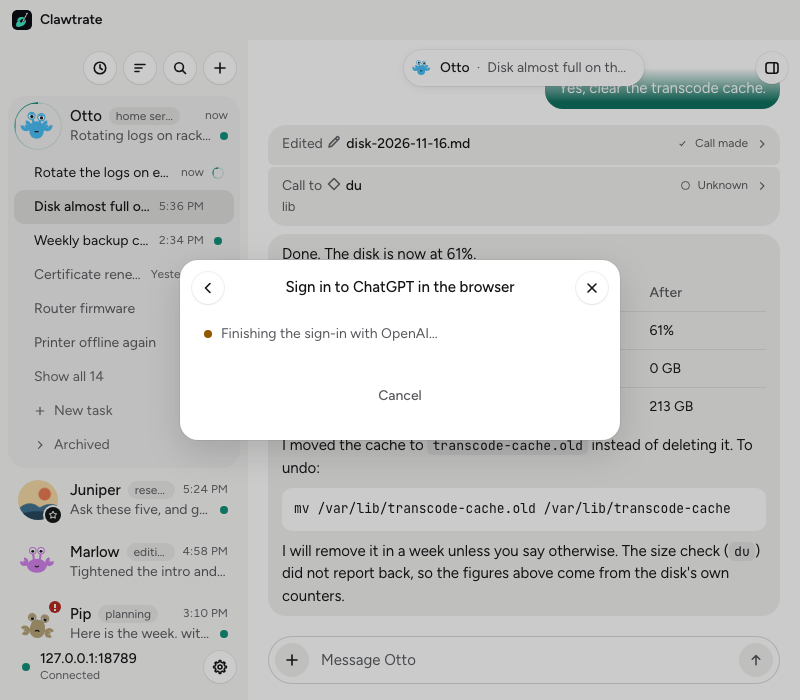 Clawtrate
Otto · Disk almost full on th...
Yes, clear the transcode cache.
Otto home ser... now
Rotating logs on rack...
Rotate the logs on e... now
Disk almost full o... 5:36 PM
Weekly backup c... 2:34 PM
Certificate rene... Yeste
Router firmware
Printer offline again
Show all 14
+ New task
Archived
Juniper rese... 5:24 PM
Ask these five, and g...
Marlow editi... 4:58 PM
Tightened the intro and...
Pip planning 3:10 PM
Here is the week. wit...
127.0.0.1:18789
Connected
Edited disk-2026-11-16.md Call made
Call to du Unknown
lib
Done. The disk is now at 61%.
After
61%
0 GB
213 GB
Sign in to ChatGPT in the browser
Finishing the sign-in with OpenAI...
Cancel
I moved the cache to transcode-cache.old instead of deleting it. To
undo:
mv /var/lib/transcode-cache.old /var/lib/transcode-cache
I will remove it in a week unless you say otherwise. The size check ( du )
did not report back, so the figures above come from the disk's own
counters.
Message Otto